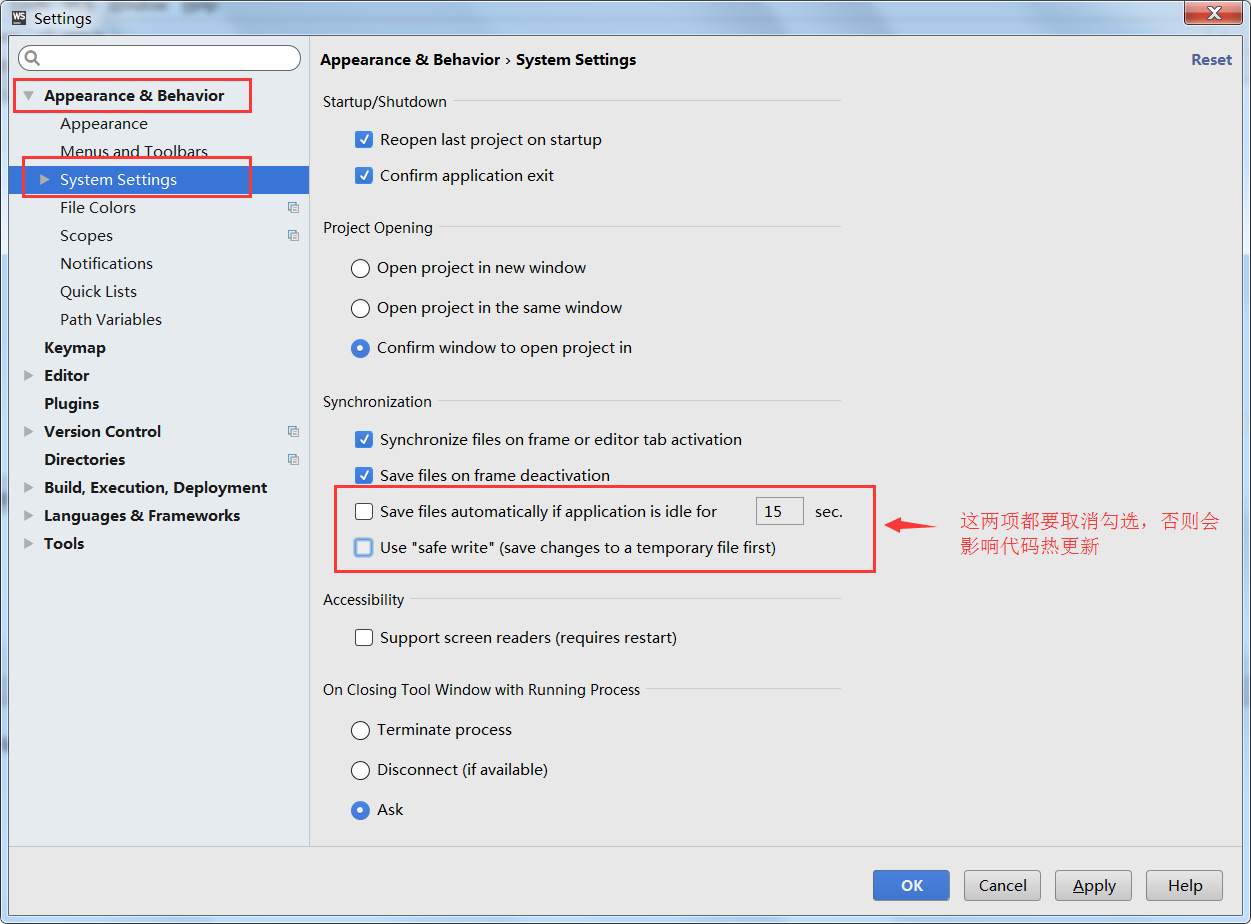 WS Settings
Appearance & Behavior
Appearance
Menus and Toolbars
System Settings
File Colors
Scopes
Notifications
Quick Lists
Path Variables
Keymap
Editor
Plugins
Version Control
Directories
Build, Execution, Deployment
Languages & Frameworks
Tools
Appearance & Behavior › System Settings
Reset
Startup/Shutdown
Reopen last project on startup
Confirm application exit
Project Opening
Open project in new window
Open project in the same window
Confirm window to open project in
Synchronization
Synchronize files on frame or editor tab activation
Save files on frame deactivation
Save files automatically if application is idle for 15 sec.
Use "safe write" (save changes to a temporary file first)
这两项都要取消勾选，否则会
影响代码热更新
Accessibility
Support screen readers (requires restart)
On Closing Tool Window with Running Process
Terminate process
Disconnect (if available)
Ask
OK Cancel Apply Help